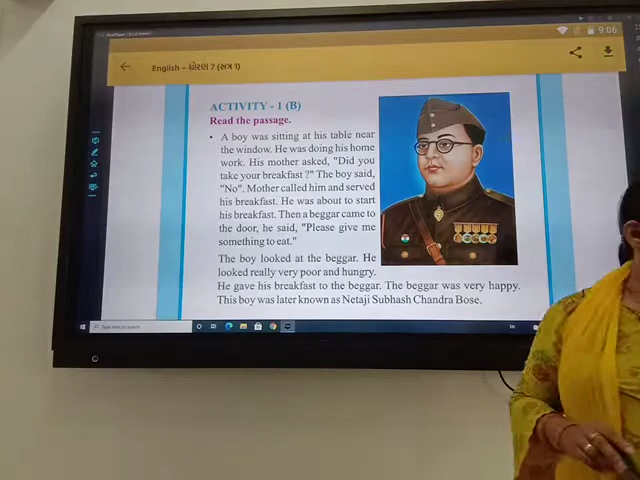 9:06
English – ધોરણ 7 (સત્ર 1)
ACTIVITY - 1 (B)
Read the passage.
• A boy was sitting at his table near
the window. He was doing his home
work. His mother asked, "Did you
take your breakfast ?" The boy said,
"No". Mother called him and served
his breakfast. He was about to start
his breakfast. Then a beggar came to
the door, he said, "Please give me
something to eat."
The boy looked at the beggar. He
looked really very poor and hungry.
He gave his breakfast to the beggar. The beggar was very happy.
This boy was later known as Netaji Subhash Chandra Bose.
Type here to search
EN